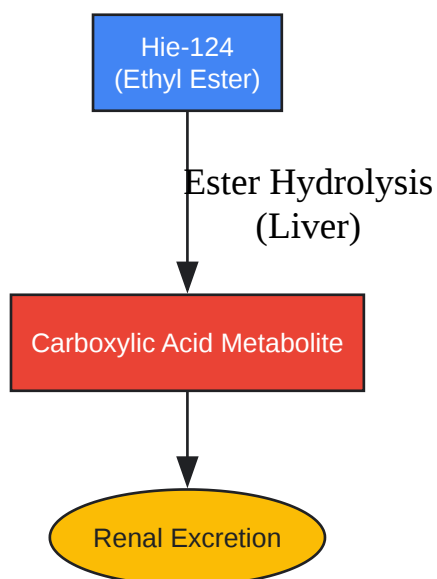 Hie-124
(Ethyl Ester)
Ester Hydrolysis
(Liver)
Carboxylic Acid Metabolite
Renal Excretion